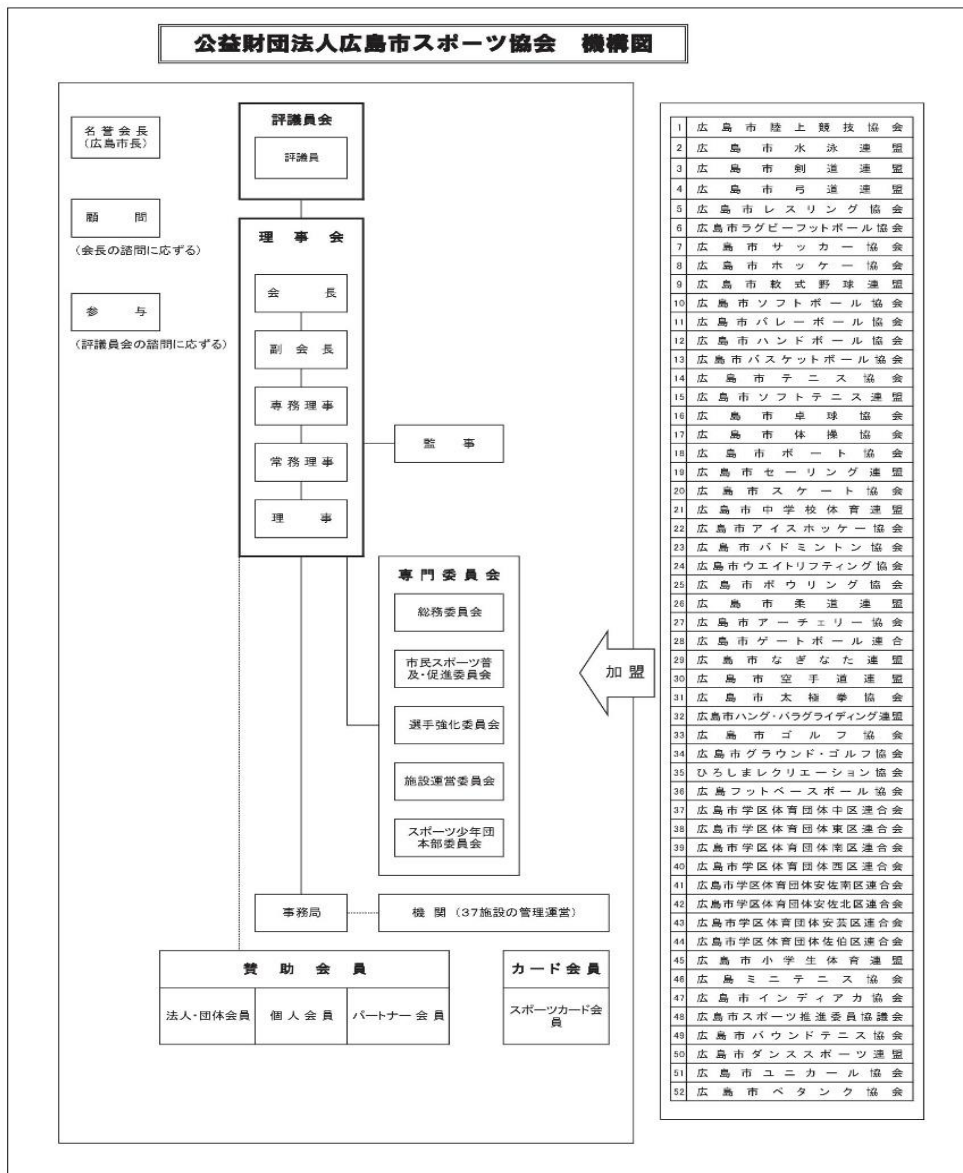 公益財団法人広島市スポーツ協会　機構図
名誉会長
(広島市長)
顧問
(会長の諮問に応ずる)
参与
(評議員会の諮問に応ずる)
評議員会
評議員
理事会
会長
副会長
専務理事
常務理事
理事
監事
専門委員会
総務委員会
市民スポーツ普
及・促進委員会
選手強化委員会
施設運営委員会
スポーツ少年団
本部委員会
事務局
機関（37施設の管理運営）
賛助会員
法人・団体会員
個人会員
パートナー会員
カード会員
スポーツカード会
員
加盟
1 広島市陸上競技協会
2 広島市水泳連盟
3 広島市剣道連盟
4 広島市弓道連盟
5 広島市レスリング協会
6 広島市ラグビーフットボール協会
7 広島市サッカー協会
8 広島市ホッケー協会
9 広島市軟式野球連盟
10 広島市ソフトボール協会
11 広島市バレーボール協会
12 広島市ハンドボール協会
13 広島市バスケットボール協会
14 広島市テニス協会
15 広島市ソフトテニス連盟
16 広島市卓球協会
17 広島市体操協会
18 広島市ボート協会
19 広島市セーリング連盟
20 広島市スケート協会
21 広島市中学校体育連盟
22 広島市アイスホッケー協会
23 広島市バドミントン協会
24 広島市ウエイトリフティング協会
25 広島市ボウリング協会
26 広島市柔道連盟
27 広島市アーチェリー協会
28 広島市ゲートボール連合
29 広島市なぎなた連盟
30 広島市空手道連盟
31 広島市太極拳協会
32 広島市ハング・パラグライディング連盟
33 広島市ゴルフ協会
34 広島市グラウンド・ゴルフ協会
35 ひろしまレクリエーション協会
36 広島フットベースボール協会
37 広島市学区体育団体中区連合会
38 広島市学区体育団体東区連合会
39 広島市学区体育団体南区連合会
40 広島市学区体育団体西区連合会
41 広島市学区体育団体安佐南区連合会
42 広島市学区体育団体安佐北区連合会
43 広島市学区体育団体安芸区連合会
44 広島市学区体育団体佐伯区連合会
45 広島市小学生体育連盟
46 広島ミニテニス協会
47 広島市インディアカ協会
48 広島市スポーツ推進委員協議会
49 広島市バウンドテニス協会
50 広島市ダンススポーツ連盟
51 広島市ユニカール協会
52 広島市ペタンク協会